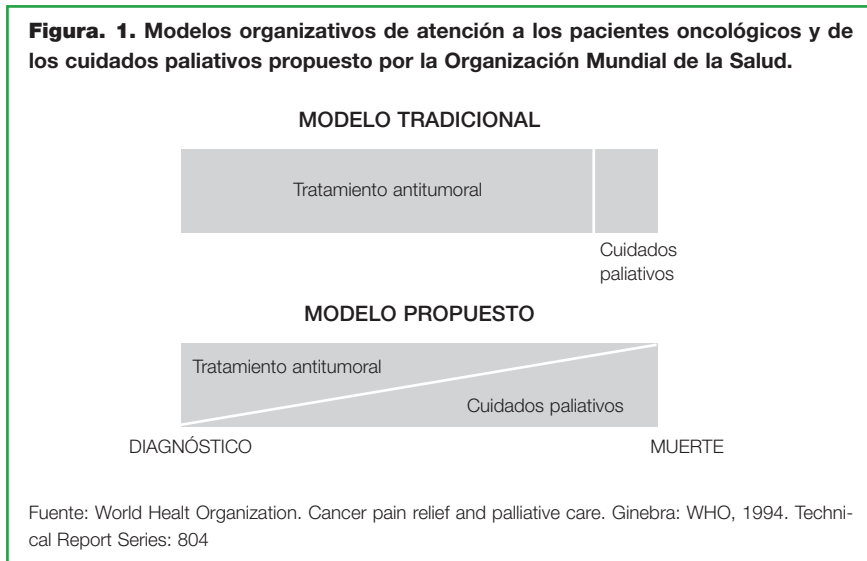 Figura. 1. Modelos organizativos de atención a los pacientes oncológicos y de
los cuidados paliativos propuesto por la Organización Mundial de la Salud.
MODELO TRADICIONAL
Tratamiento antitumoral
Cuidados
paliativos
MODELO PROPUESTO
Tratamiento antitumoral
Cuidados paliativos
DIAGNÓSTICO MUERTE
Fuente: World Healt Organization. Cancer pain relief and palliative care. Ginebra: WHO, 1994. Techni-
cal Report Series: 804